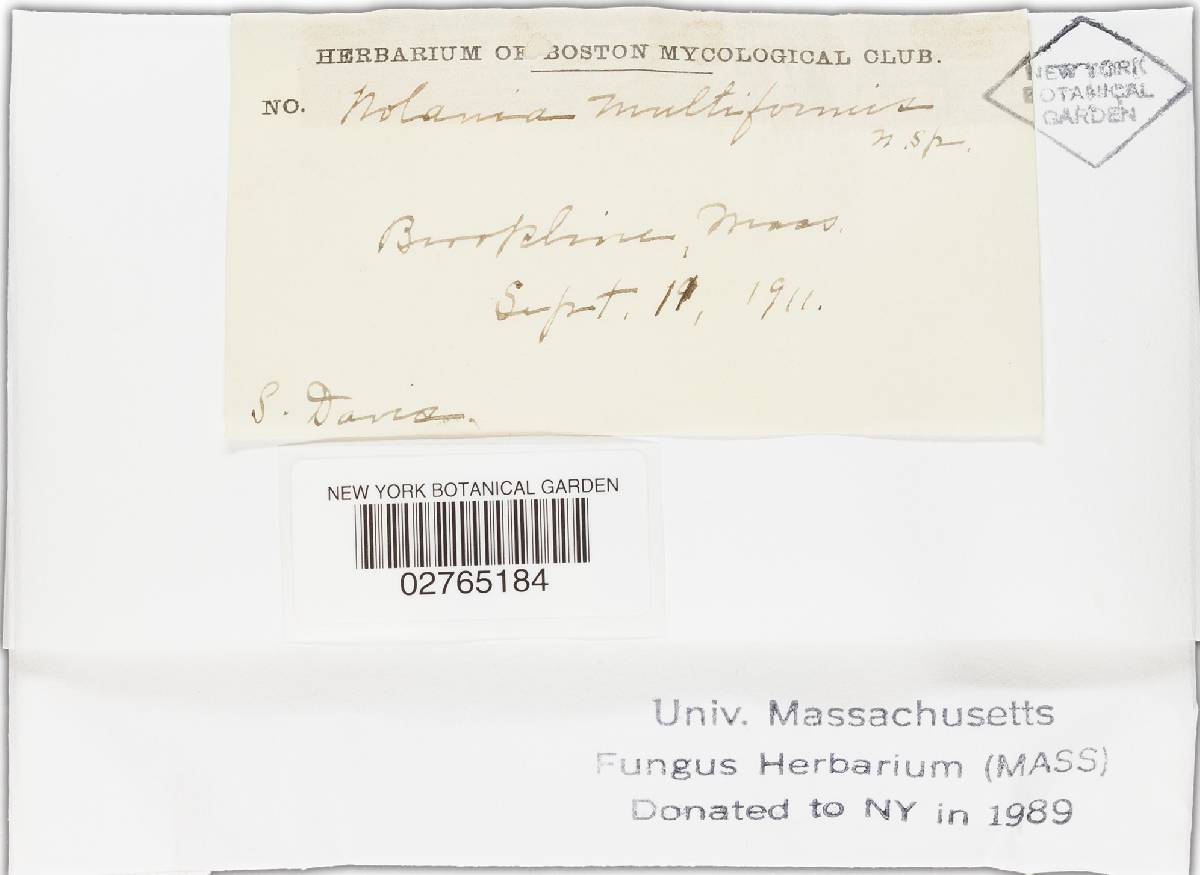 HERBARIUM OF BOSTON MYCOLOGICAL CLUB.
NO. Nolania multiformis
n. sp.
Brookline, Mass.
Sept. 11, 1911.
S. Davis.
NEW YORK
BOTANICAL
GARDEN
NEW YORK BOTANICAL GARDEN
02765184
Univ. Massachusetts
Fungus Herbarium (MASS)
Donated to NY in 1989